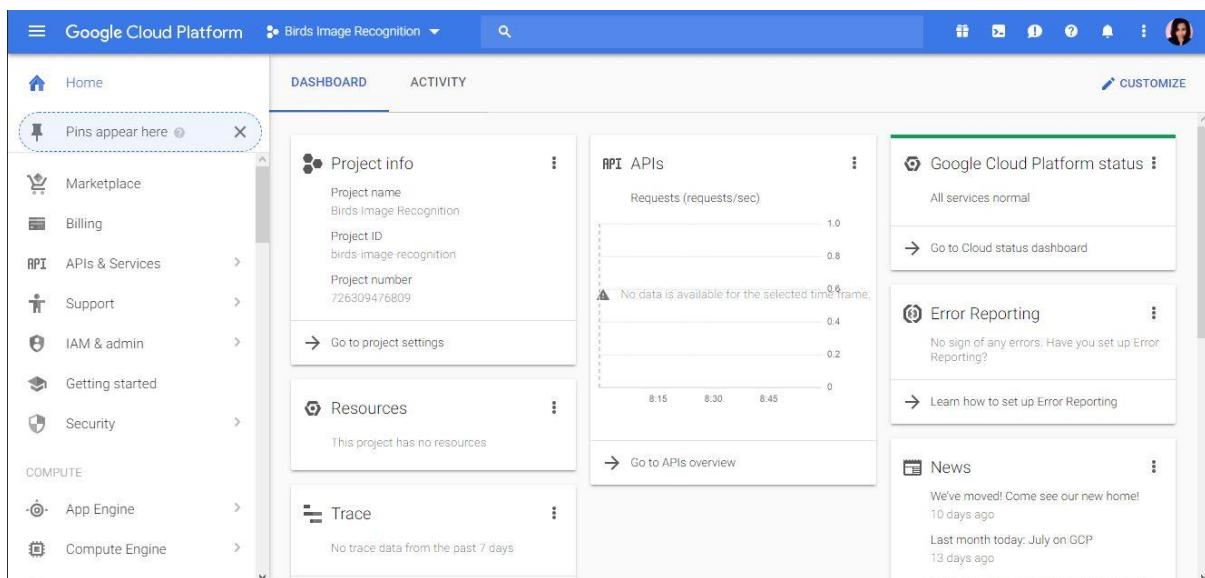 Google Cloud Platform
Birds Image Recognition
Home
Pins appear here
Marketplace
Billing
API
APIs & Services
Support
IAM & admin
Getting started
Security
COMPUTE
App Engine
Compute Engine
DASHBOARD
ACTIVITY
CUSTOMIZE
Project info
Project name
Birds Image Recognition
Project ID
birds-image-recognition
Project number
726309476809
Go to project settings
Resources
This project has no resources
Trace
No trace data from the past 7 days
API APIs
Requests (requests/sec)
1.0
0.8
0.6
No data is available for the selected time frame.
0.4
0.2
0
8:15 8:30 8:45
Go to APIs overview
Google Cloud Platform status
All services normal
Go to Cloud status dashboard
Error Reporting
No sign of any errors. Have you set up Error
Reporting?
Learn how to set up Error Reporting
News
We've moved! Come see our new home!
10 days ago
Last month today: July on GCP
13 days ago